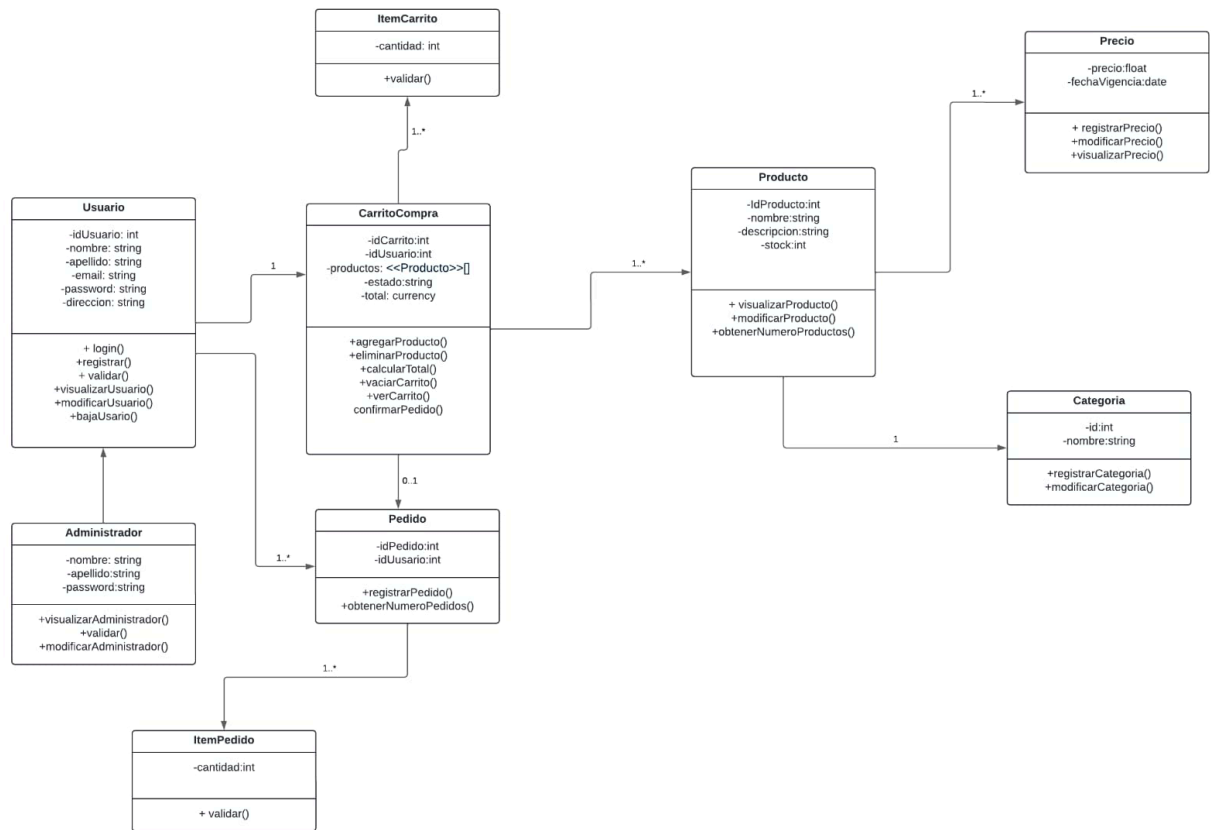 ItemCarrito
-cantidad: int
+validar()
1..*
Precio
-precio:float
-fechaVigencia:date
+ registrarPrecio()
+modificarPrecio()
+visualizarPrecio()
1..*
Producto
-IdProducto:int
-nombre:string
-descripcion:string
-stock:int
+ visualizarProducto()
+modificarProducto()
+obtenerNumeroProductos()
Usuario
-idUsuario: int
-nombre: string
-apellido: string
-email: string
-password: string
-direccion: string
+ login()
+registrar()
+ validar()
+visualizarUsuario()
+modificarUsuario()
+bajaUsario()
1
CarritoCompra
-idCarrito:int
-idUsuario:int
-productos: <<Producto>>[]
-estado:string
-total: currency
+agregarProducto()
+eliminarProducto()
+calcularTotal()
+vaciarCarrito()
+verCarrito()
confirmarPedido()
1..*
Categoria
-id:int
-nombre:string
+registrarCategoria()
+modificarCategoria()
1
0..1
Administrador
-nombre: string
-apellido:string
-password:string
+visualizarAdministrador()
+validar()
+modificarAdministrador()
1..*
Pedido
-idPedido:int
-idUusario:int
+registrarPedido()
+obtenerNumeroPedidos()
1..*
ItemPedido
-cantidad:int
+ validar()